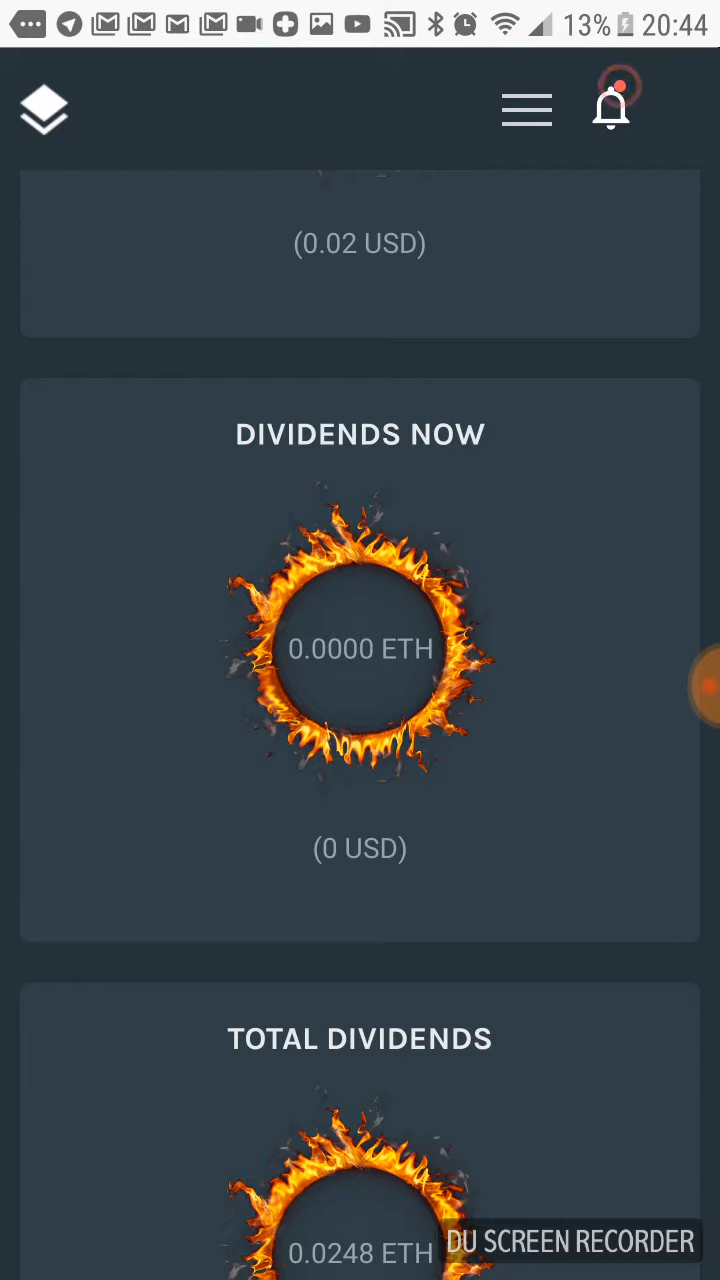 13% 20:44
(0.02 USD)
DIVIDENDS NOW
0.0000 ETH
(0 USD)
TOTAL DIVIDENDS
0.0248 ETH
DU SCREEN RECORDER